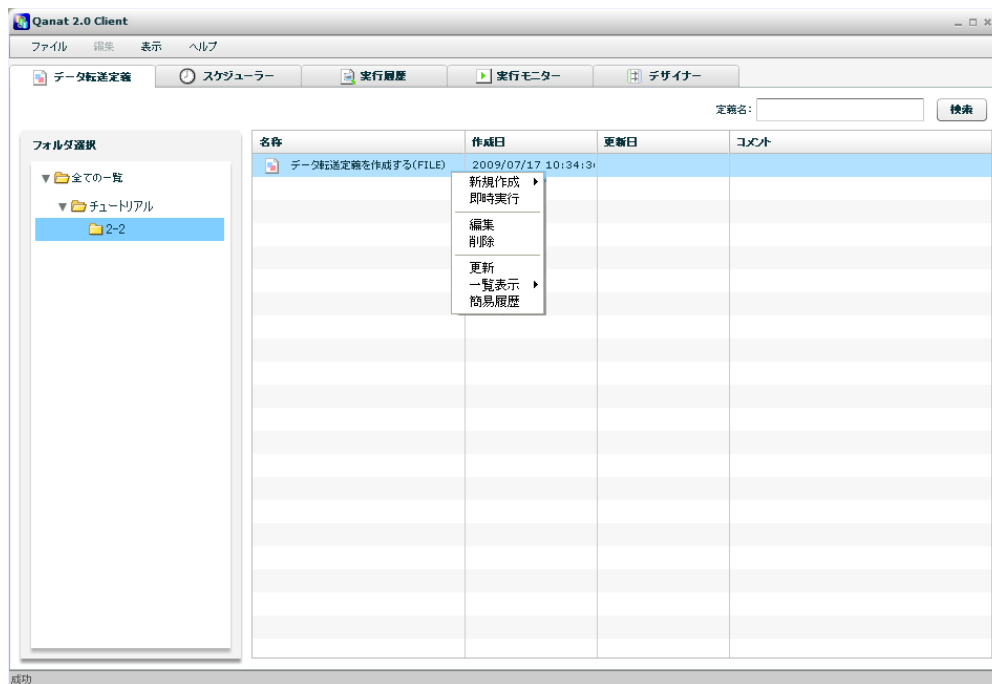 Qanat 2.0 Client
ファイル 編集 表示 ヘルプ
データ転送定義 スケジューラー 実行履歴 実行モニター デザイナー
定義名: 検索
フォルダ選択
全ての一覧
チュートリアル
2-2
名称 作成日 更新日 コメント
データ転送定義を作成する(FILE) 2009/07/17 10:34:3
新規作成
即時実行
編集
削除
更新
一覧表示
簡易履歴
成功